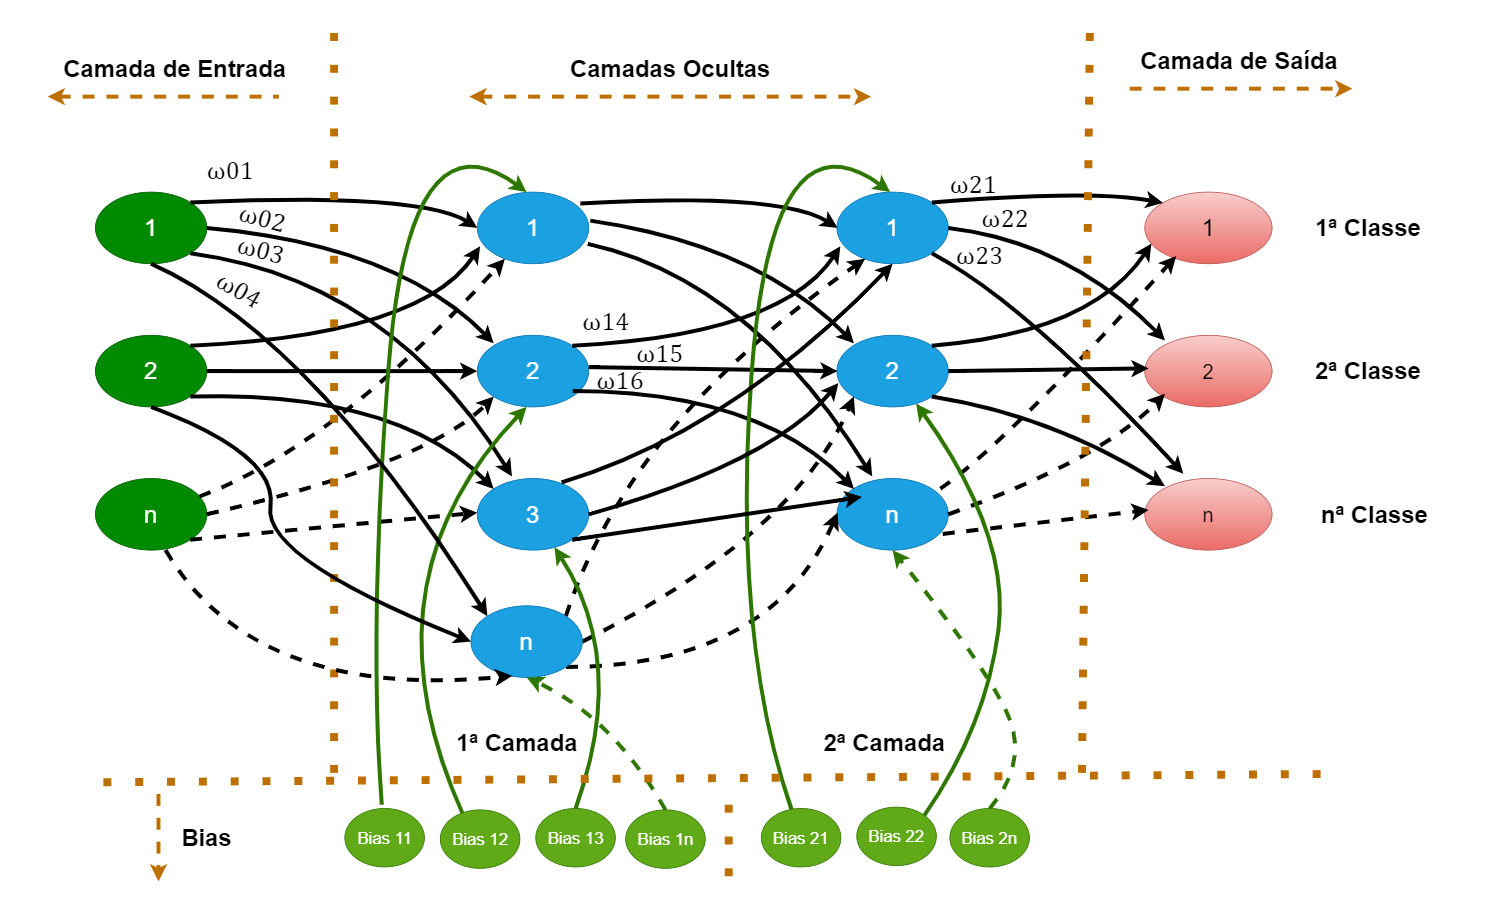 Camada de Entrada
Camadas Ocultas
Camada de Saída
ω01
ω02
ω03
ω04
ω14
ω15
ω16
ω21
ω22
ω23
1
1
1
1
1ª Classe
2
2
2
2
2ª Classe
n
3
n
n
nª Classe
n
1ª Camada
2ª Camada
Bias
Bias 11
Bias 12
Bias 13
Bias 1n
Bias 21
Bias 22
Bias 2n